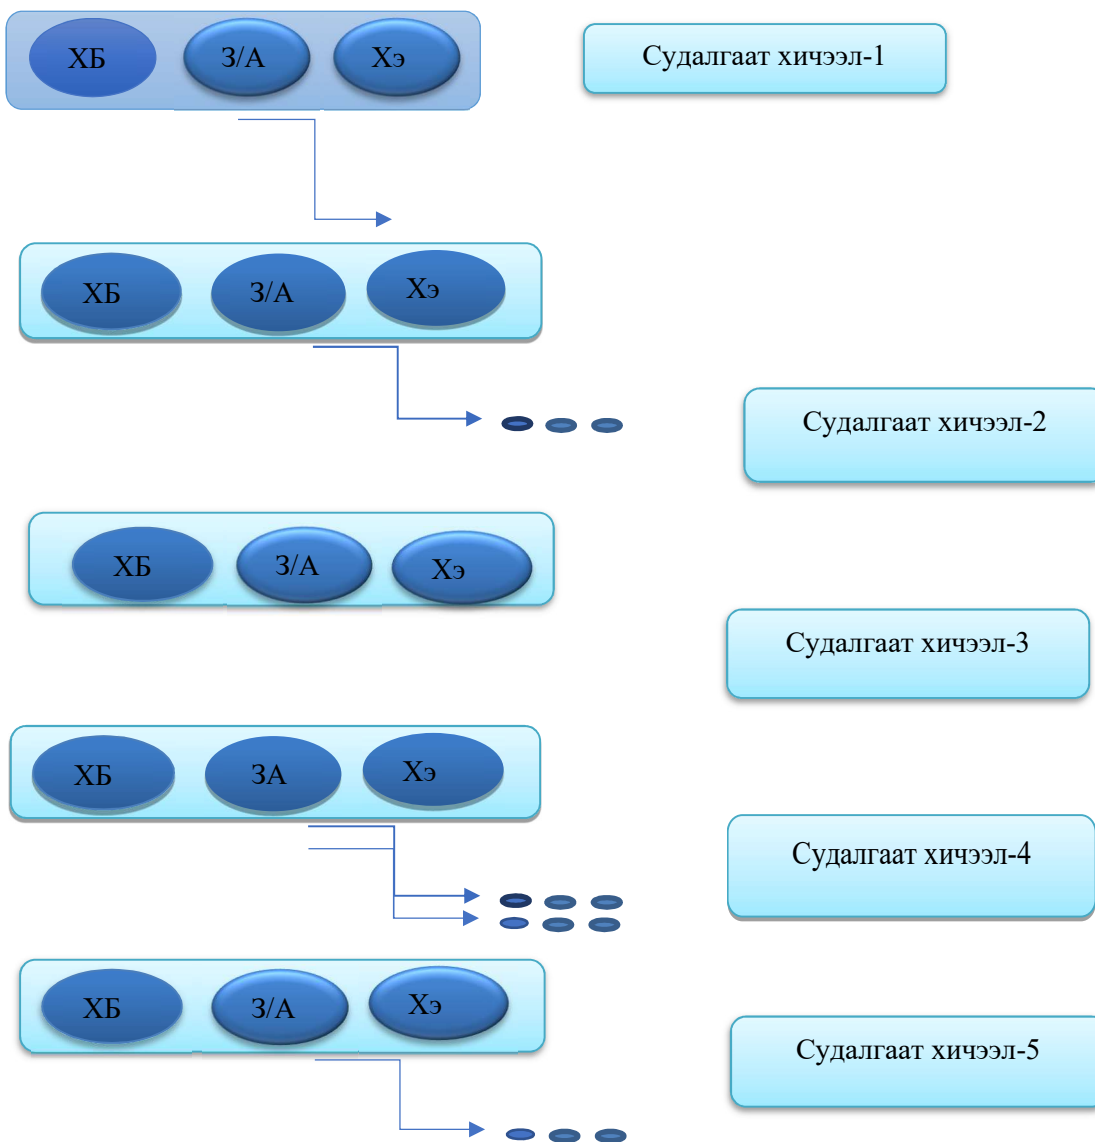 ХБ З/А Хэ Судалгаат хичээл-1
ХБ З/А Хэ
Судалгаат хичээл-2
ХБ З/А Хэ
Судалгаат хичээл-3
ХБ ЗА Хэ
Судалгаат хичээл-4
ХБ З/А Хэ
Судалгаат хичээл-5